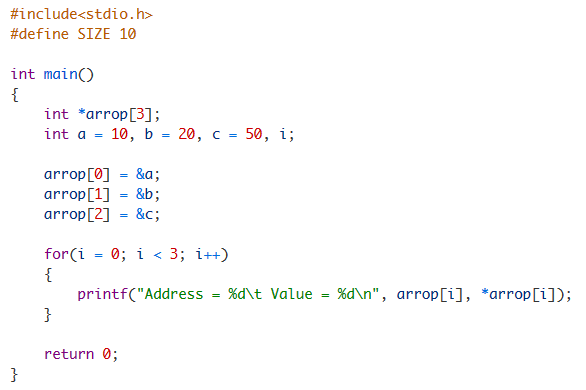 #include<stdio.h>
#define SIZE 10

int main()
{
    int *arrop[3];
    int a = 10, b = 20, c = 50, i;

    arrop[0] = &a;
    arrop[1] = &b;
    arrop[2] = &c;

    for(i = 0; i < 3; i++)
    {
        printf("Address = %d\t Value = %d\n", arrop[i], *arrop[i]);
    }

    return 0;
}